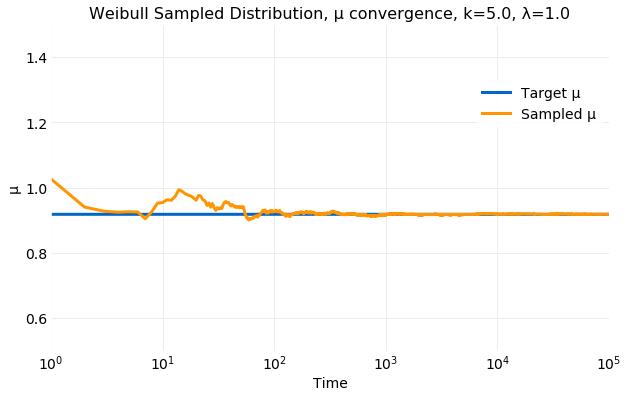 Weibull Sampled Distribution, μ convergence, k=5.0, λ=1.0
1.4
1.2
1.0
0.8
0.6
μ
Target μ
Sampled μ
10⁰ 10¹ 10² 10³ 10⁴ 10⁵
Time